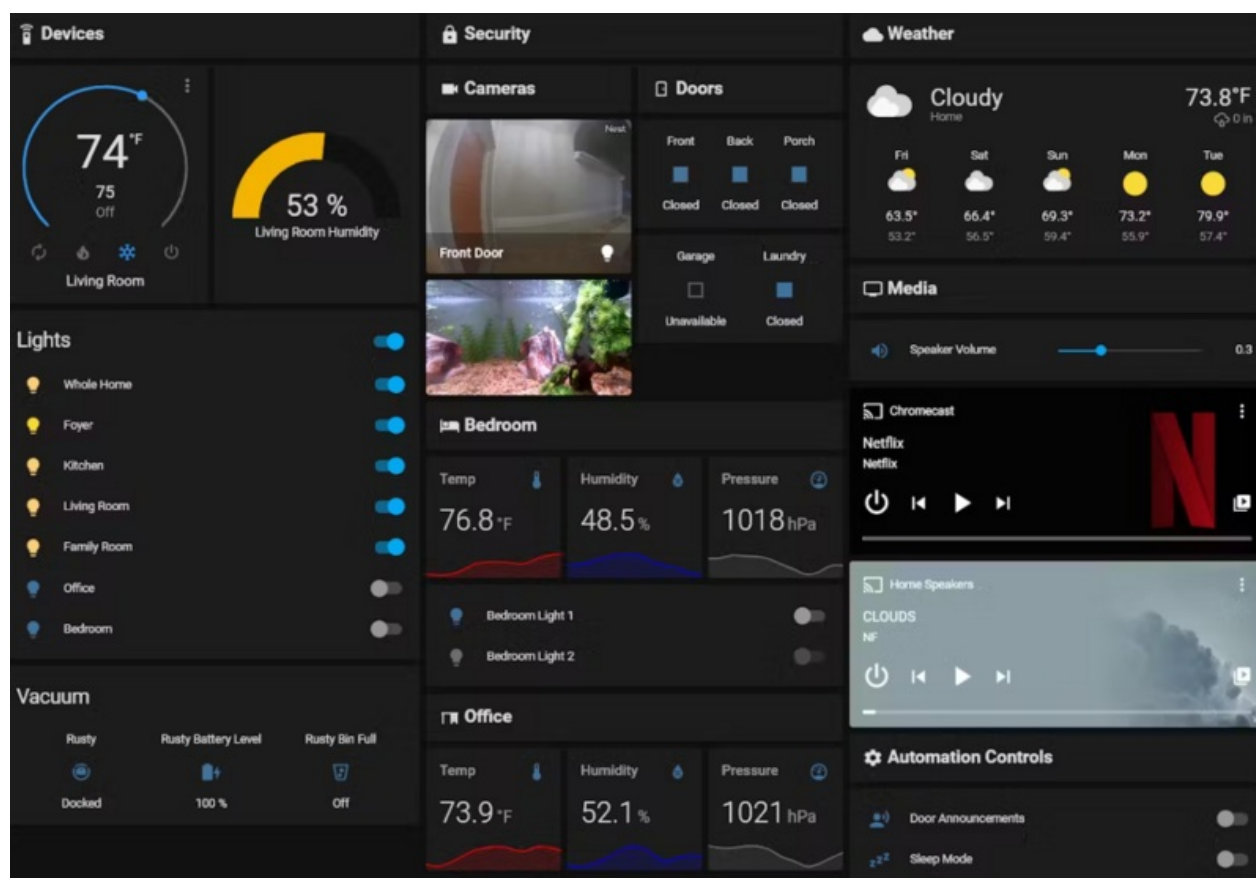 Devices
74°F
75
Off
Living Room
53 %
Living Room Humidity
Lights
Whole Home
Foyer
Kitchen
Living Room
Family Room
Office
Bedroom
Vacuum
Rusty Rusty Battery Level Rusty Bin Full
Docked 100 % Off
Security
Cameras
Nest
Front Door
Doors
Front Back Porch
Closed Closed Closed
Garage Laundry
Unavailable Closed
Bedroom
Temp Humidity Pressure
76.8 °F 48.5 % 1018 hPa
Bedroom Light 1
Bedroom Light 2
Office
Temp Humidity Pressure
73.9 °F 52.1 % 1021 hPa
Weather
Cloudy 73.8°F
Home 0 in
Fri Sat Sun Mon Tue
63.5° 66.4° 69.3° 73.2° 79.9°
53.2° 56.5° 59.4° 55.9° 57.4°
Media
Speaker Volume 0.3
Chromecast
Netflix
Netflix
N
Home Speakers
CLOUDS
NF
Automation Controls
Door Announcements
zzz Sleep Mode